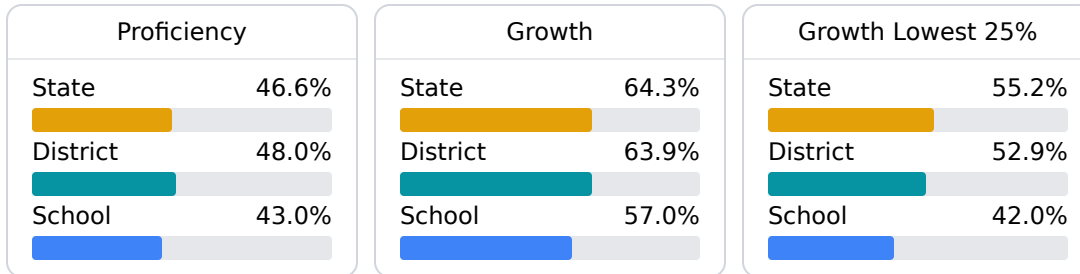 Proficiency
State 46.6%
District 48.0%
School 43.0%
Growth
State 64.3%
District 63.9%
School 57.0%
Growth Lowest 25%
State 55.2%
District 52.9%
School 42.0%